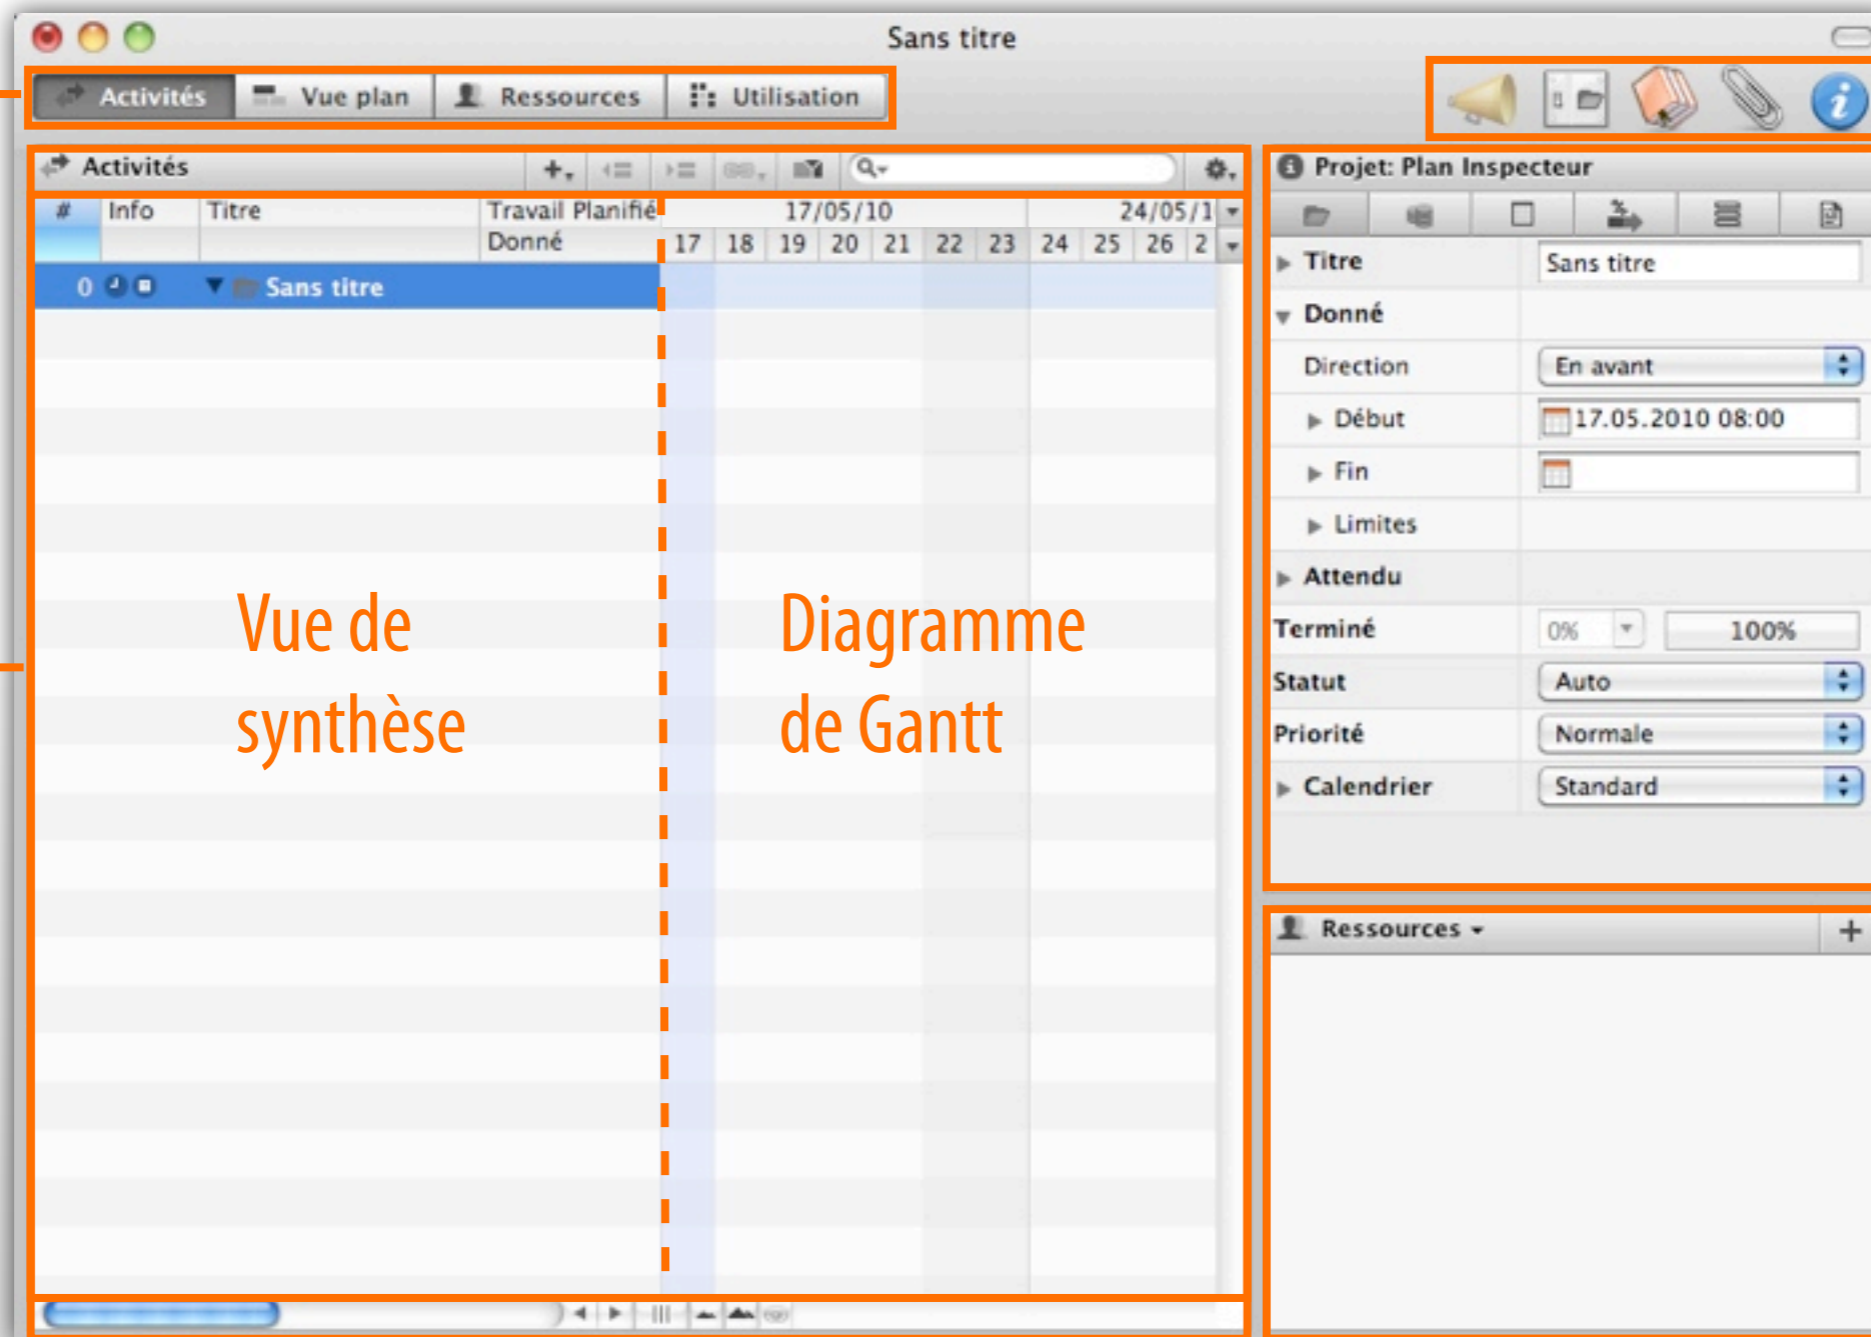 Sans titre
Activités Vue plan Ressources Utilisation
Activités
# Info Titre Travail Planifié 17/05/10 24/05/1
Donné 17 18 19 20 21 22 23 24 25 26 2
0 Sans titre
Vue de
synthèse
Diagramme
de Gantt
Projet: Plan Inspecteur
Titre Sans titre
Donné
Direction En avant
Début 17.05.2010 08:00
Fin
Limites
Attendu
Terminé 0% 100%
Statut Auto
Priorité Normale
Calendrier Standard
Ressources